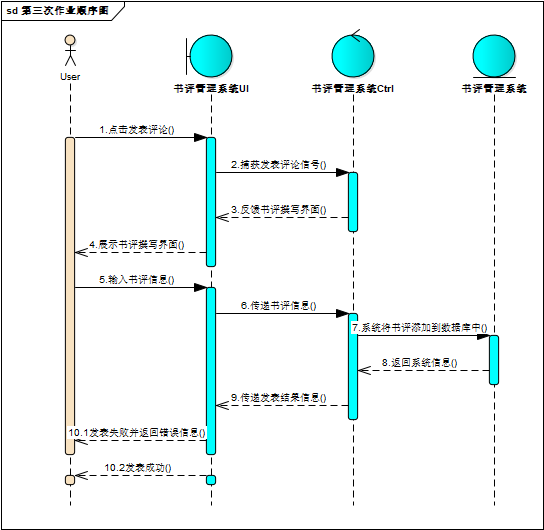 sd 第三次作业顺序图
User
书评管理系统UI
书评管理系统Ctrl
书评管理系统
1.点击发表评论()
2.捕获发表评论信号()
3.反馈书评撰写界面()
4.展示书评撰写界面()
5.输入书评信息()
6.传递书评信息()
7.系统将书评添加到数据库中()
8.返回系统信息()
9.传递发表结果信息()
10.1发表失败并返回错误信息()
10.2发表成功()